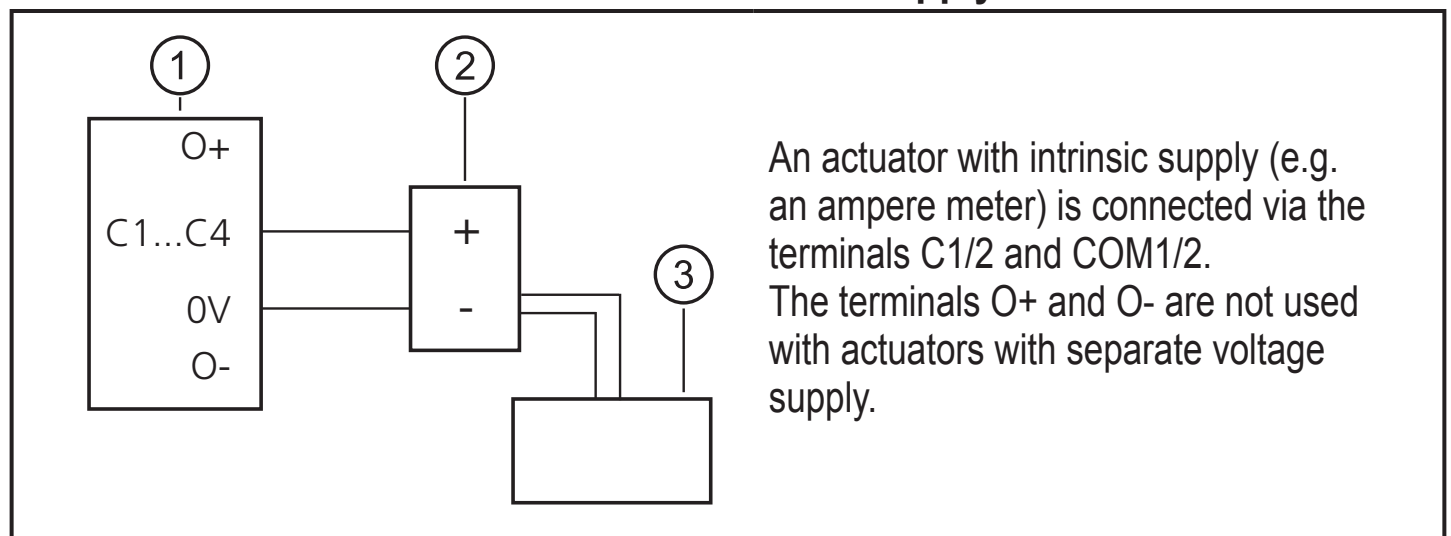 1
2
O+
C1...C4
+
0V
-
O-
3
An actuator with intrinsic supply (e.g.
an ampere meter) is connected via the
terminals C1/2 and COM1/2.
The terminals O+ and O- are not used
with actuators with separate voltage
supply.